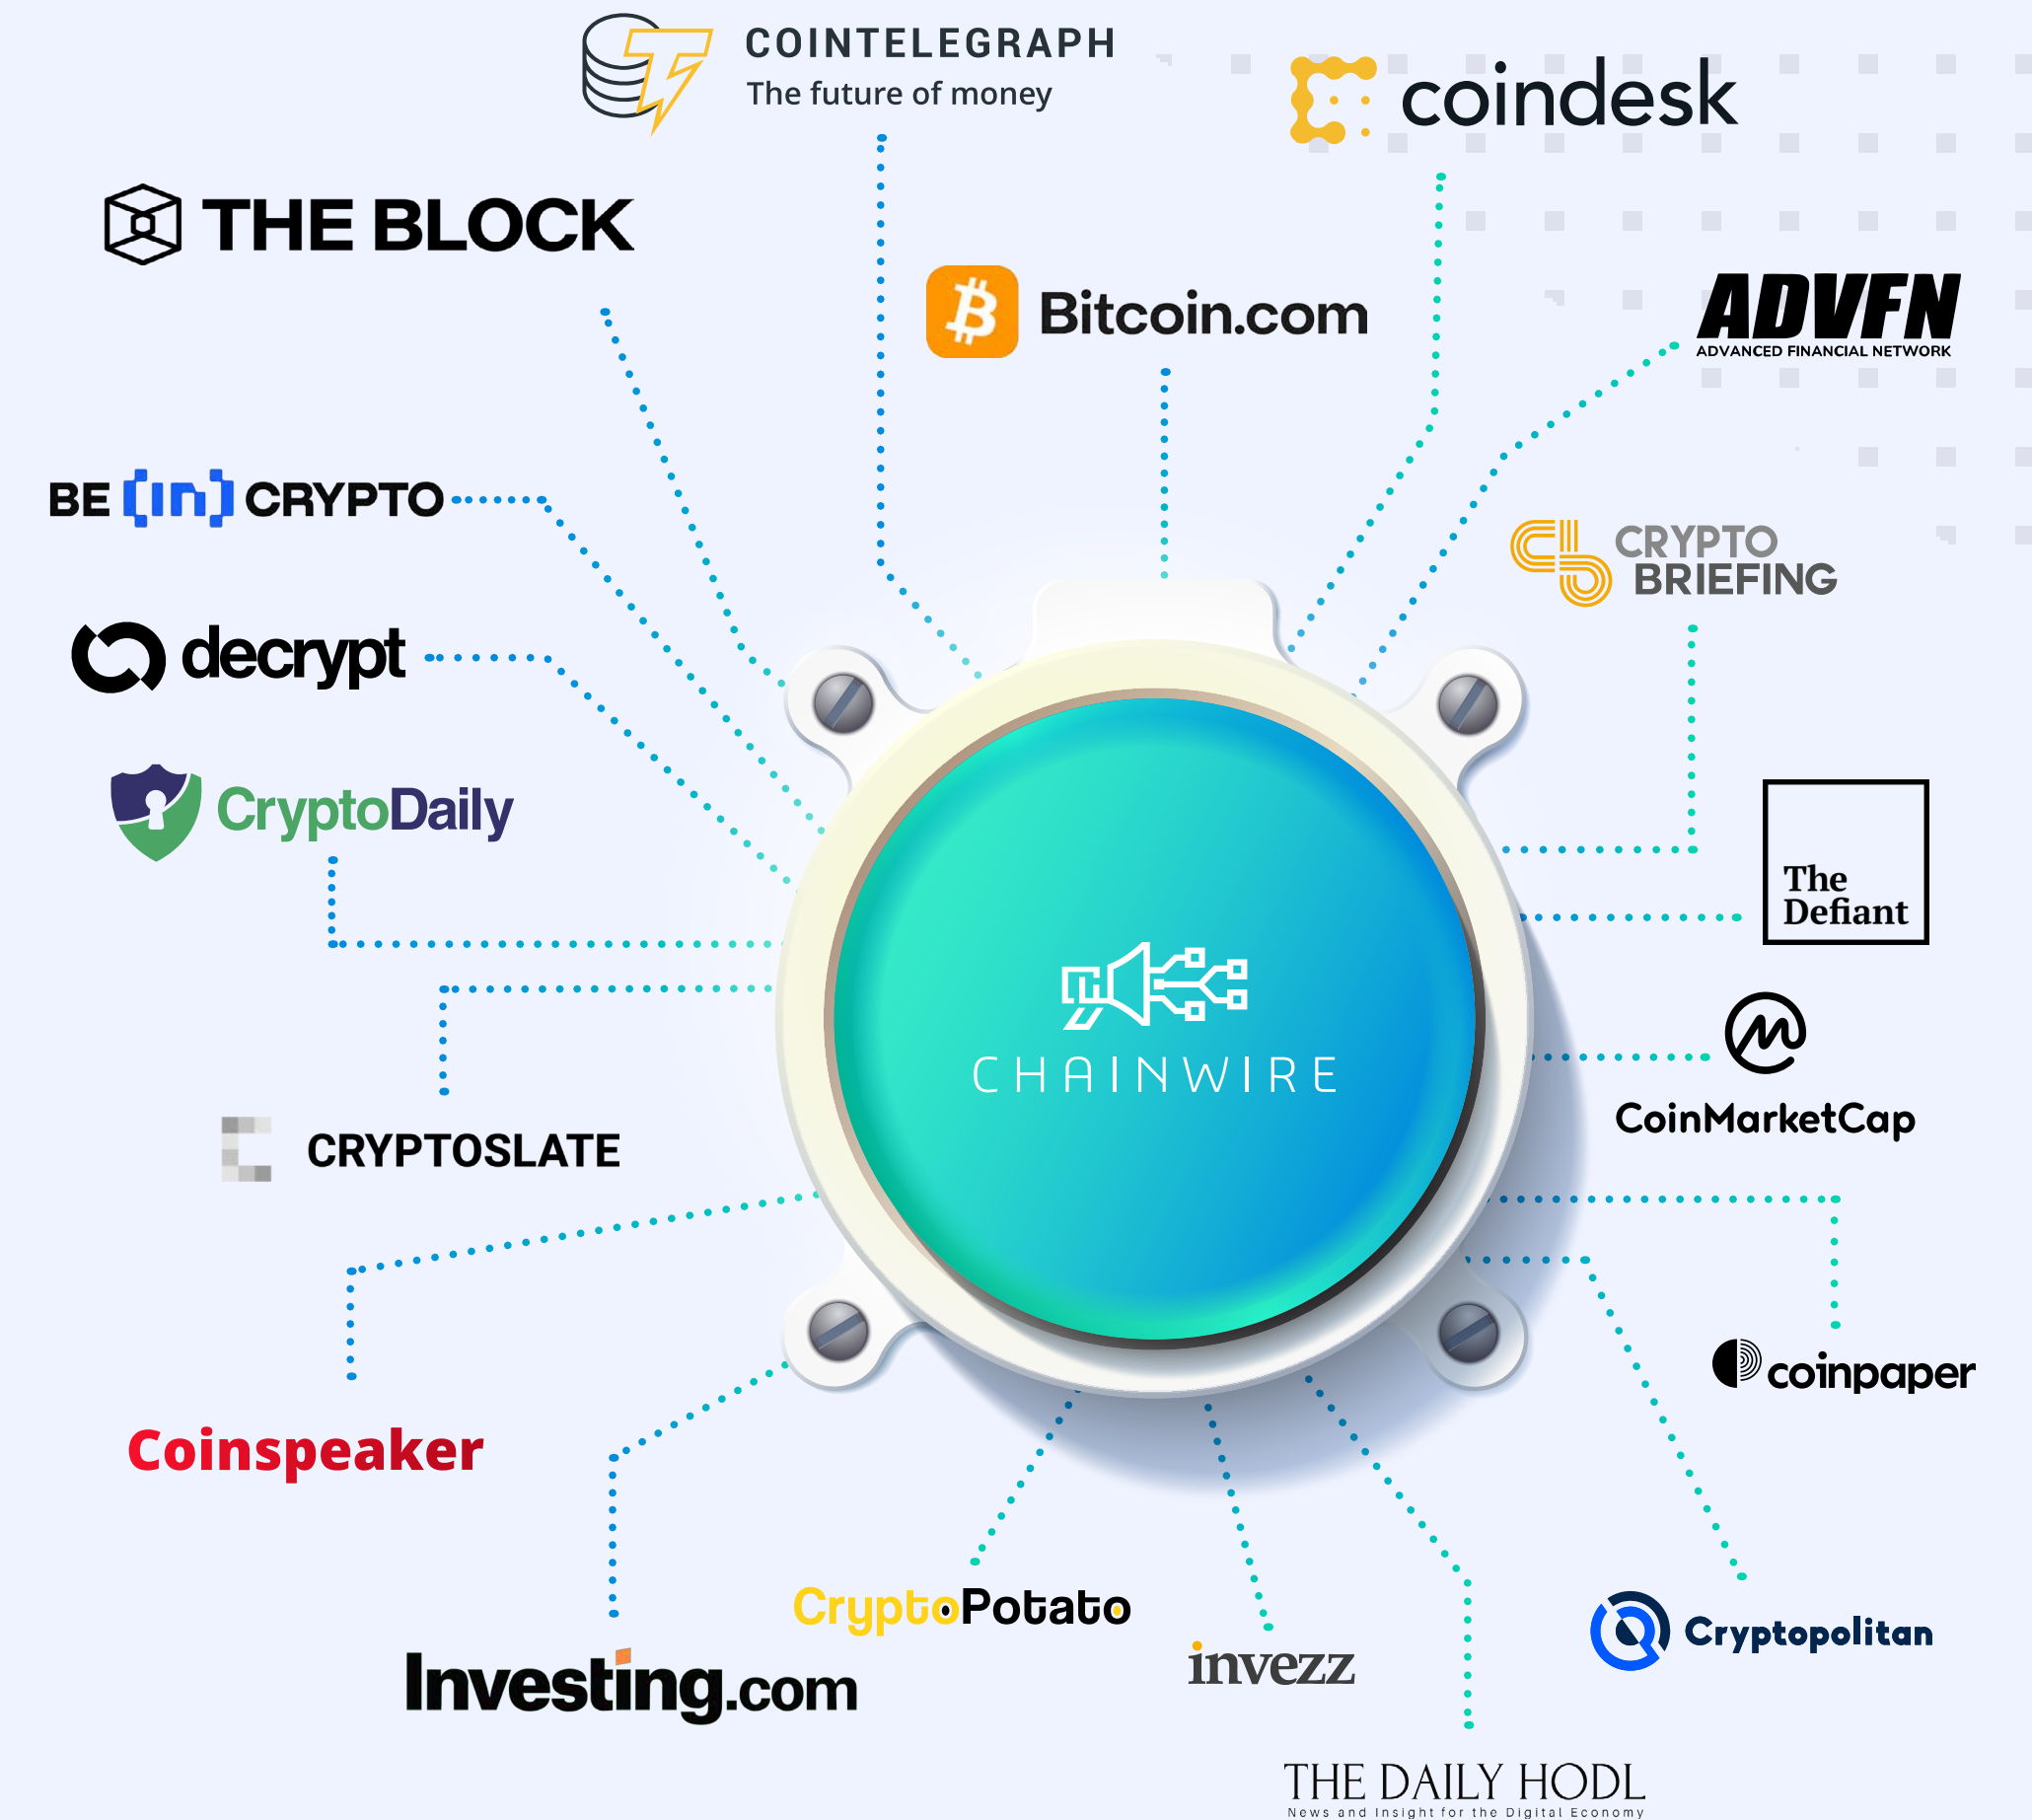 COINTELEGRAPH
The future of money
coindesk
THE BLOCK
Bitcoin.com
ADVFN
ADVANCED FINANCIAL NETWORK
BE [in] CRYPTO
CRYPTO
BRIEFING
decrypt
CryptoDaily
The
Defiant
CHAINWIRE
CoinMarketCap
CRYPTOSLATE
coinpaper
Coinspeaker
CryptoPotato
Cryptopolitan
invezz
Investing.com
THE DAILY HODL
News and Insight for the Digital Economy